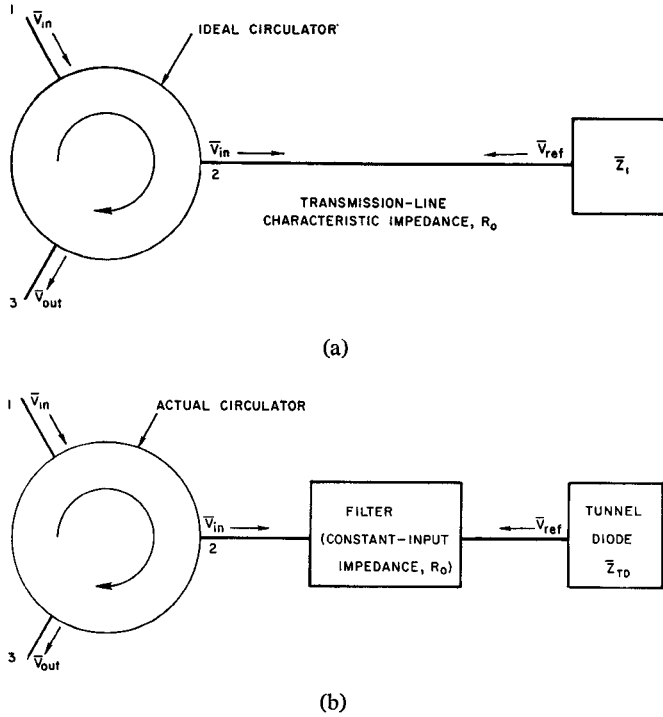 1
V̄in
IDEAL CIRCULATOR
V̄in
V̄ref
Z̄1
2
TRANSMISSION-LINE
CHARACTERISTIC IMPEDANCE, R₀
3
V̄out
(a)
1
V̄in
ACTUAL CIRCULATOR
V̄in
2
FILTER
(CONSTANT-INPUT
IMPEDANCE, R₀)
V̄ref
TUNNEL
DIODE
Z̄TD
3
V̄out
(b)